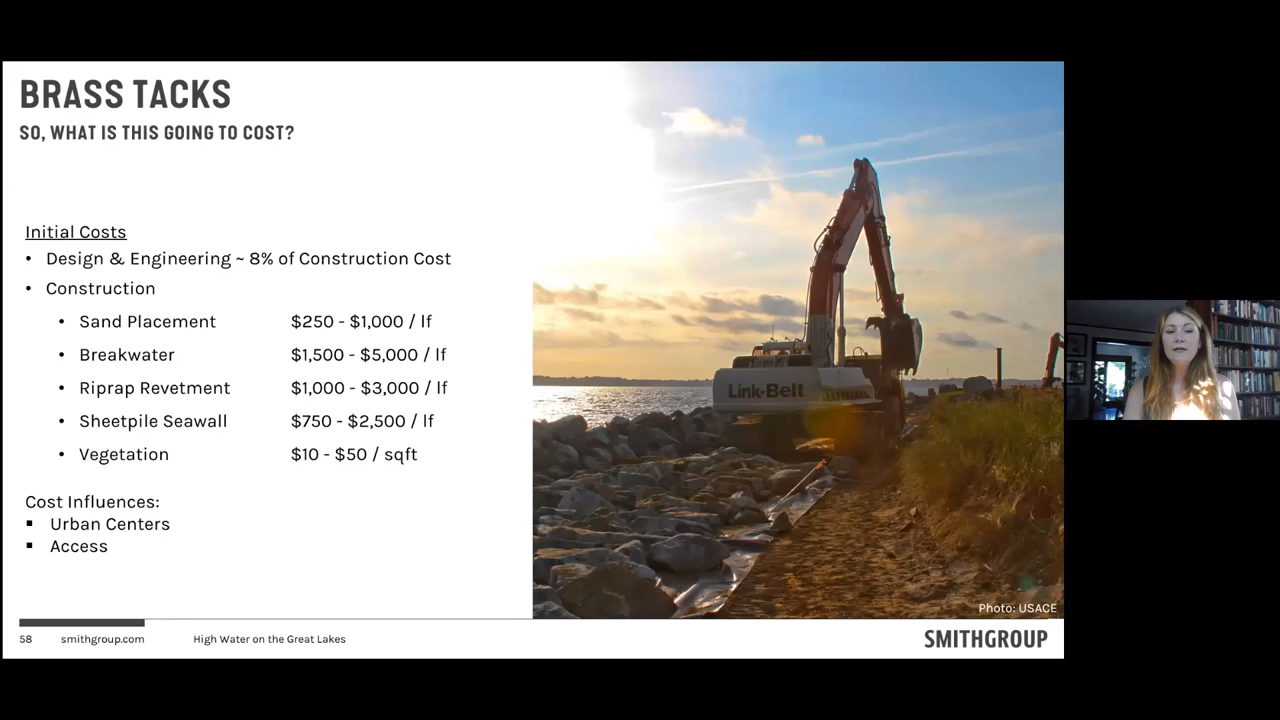 BRASS TACKS
SO, WHAT IS THIS GOING TO COST?
Initial Costs
• Design & Engineering ~ 8% of Construction Cost
• Construction
• Sand Placement $250 - $1,000 / lf
• Breakwater $1,500 - $5,000 / lf
• Riprap Revetment $1,000 - $3,000 / lf
• Sheetpile Seawall $750 - $2,500 / lf
• Vegetation $10 - $50 / sqft
Cost Influences:
▪ Urban Centers
▪ Access
Link-Belt
Photo: USACE
58 smithgroup.com High Water on the Great Lakes SMITHGROUP